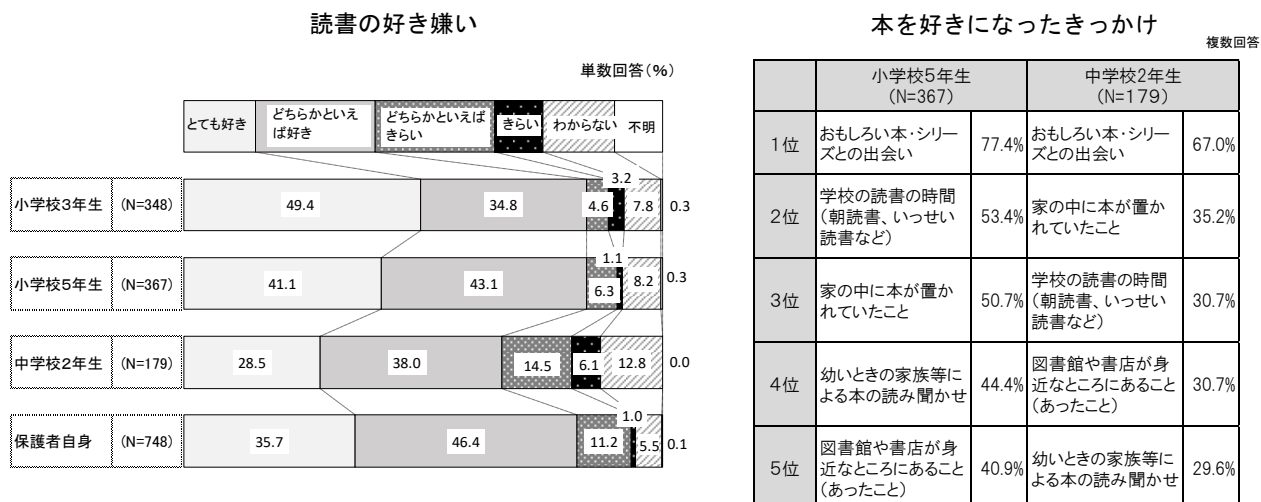 読書の好き嫌い
単数回答(%)
とても好き
どちらかといえ
ば好き
どちらかといえば
きらい
きらい
わからない
不明
小学校3年生 (N=348) 49.4 34.8 4.6 3.2 7.8 0.3
小学校5年生 (N=367) 41.1 43.1 6.3 1.1 8.2 0.3
中学校2年生 (N=179) 28.5 38.0 14.5 6.1 12.8 0.0
保護者自身 (N=748) 35.7 46.4 11.2 1.0 5.5 0.1
本を好きになったきっかけ
複数回答
小学校5年生
(N=367)
中学校2年生
(N=179)
1位
おもしろい本・シリー
ズとの出会い
77.4%
おもしろい本・シリー
ズとの出会い
67.0%
2位
学校の読書の時間
(朝読書、いっせい
読書など)
53.4%
家の中に本が置か
れていたこと
35.2%
3位
家の中に本が置か
れていたこと
50.7%
学校の読書の時間
(朝読書、いっせい
読書など)
30.7%
4位
幼いときの家族等に
よる本の読み聞かせ
44.4%
図書館や書店が身
近なところにあること
(あったこと)
30.7%
5位
図書館や書店が身
近なところにあること
(あったこと)
40.9%
幼いときの家族等に
よる本の読み聞かせ
29.6%